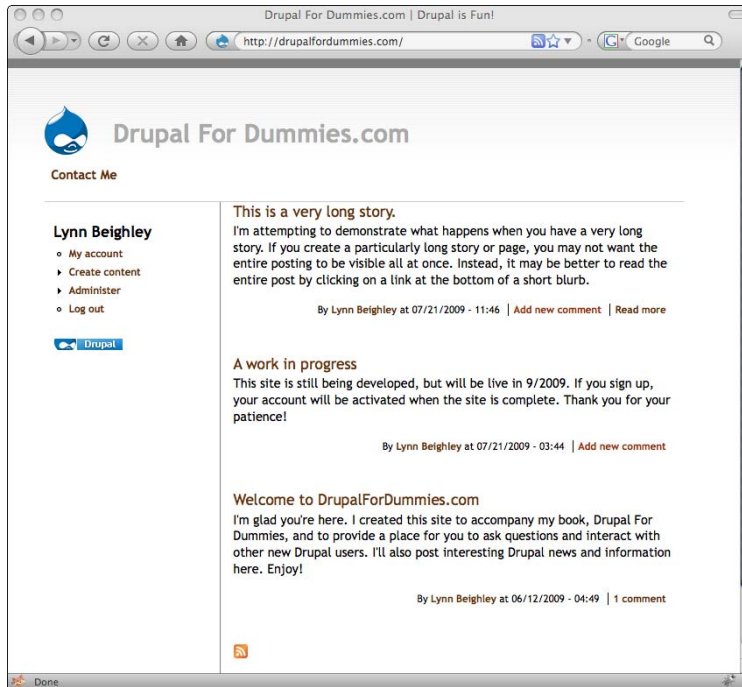 Drupal For Dummies.com | Drupal is Fun!
http://drupalfordummies.com/
G Google
Drupal For Dummies.com
Contact Me
Lynn Beighley
My account
Create content
Administer
Log out
Drupal
This is a very long story.
I'm attempting to demonstrate what happens when you have a very long
story. If you create a particularly long story or page, you may not want the
entire posting to be visible all at once. Instead, it may be better to read the
entire post by clicking on a link at the bottom of a short blurb.
By Lynn Beighley at 07/21/2009 - 11:46 | Add new comment | Read more
A work in progress
This site is still being developed, but will be live in 9/2009. If you sign up,
your account will be activated when the site is complete. Thank you for your
patience!
By Lynn Beighley at 07/21/2009 - 03:44 | Add new comment
Welcome to DrupalForDummies.com
I'm glad you're here. I created this site to accompany my book, Drupal For
Dummies, and to provide a place for you to ask questions and interact with
other new Drupal users. I'll also post interesting Drupal news and information
here. Enjoy!
By Lynn Beighley at 06/12/2009 - 04:49 | 1 comment
Done